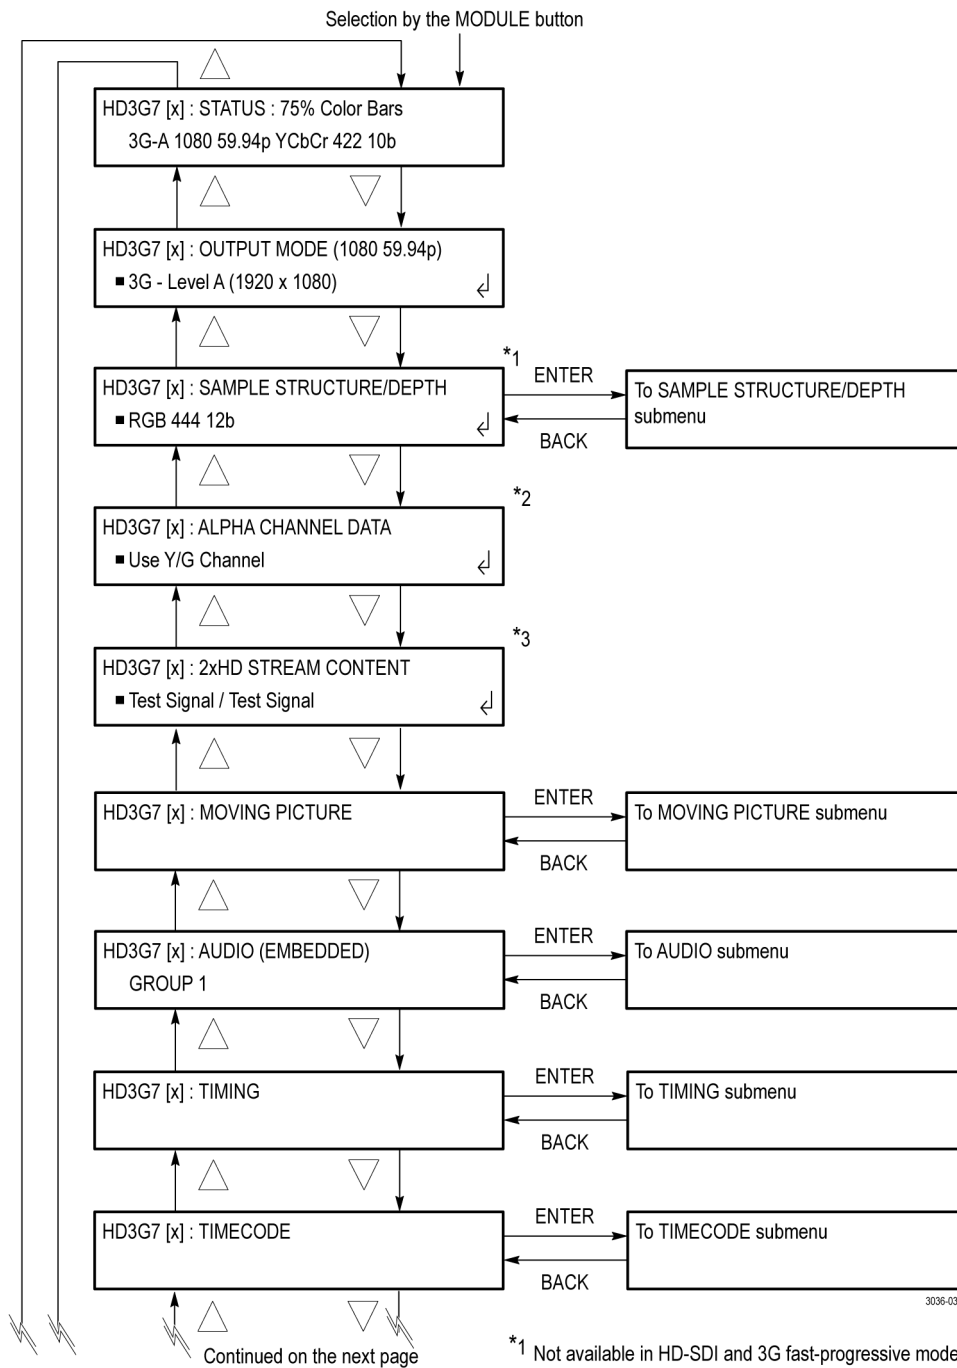 Selection by the MODULE button
HD3G7 [x] : STATUS : 75% Color Bars
3G-A 1080 59.94p YCbCr 422 10b
HD3G7 [x] : OUTPUT MODE (1080 59.94p)
■ 3G - Level A (1920 x 1080)
*1
HD3G7 [x] : SAMPLE STRUCTURE/DEPTH
■ RGB 444 12b
ENTER
BACK
To SAMPLE STRUCTURE/DEPTH
submenu
*2
HD3G7 [x] : ALPHA CHANNEL DATA
■ Use Y/G Channel
*3
HD3G7 [x] : 2xHD STREAM CONTENT
■ Test Signal / Test Signal
HD3G7 [x] : MOVING PICTURE
ENTER
BACK
To MOVING PICTURE submenu
HD3G7 [x] : AUDIO (EMBEDDED)
GROUP 1
ENTER
BACK
To AUDIO submenu
HD3G7 [x] : TIMING
ENTER
BACK
To TIMING submenu
HD3G7 [x] : TIMECODE
ENTER
BACK
To TIMECODE submenu
3036-03
Continued on the next page
*1 Not available in HD-SDI and 3G fast-progressive mode